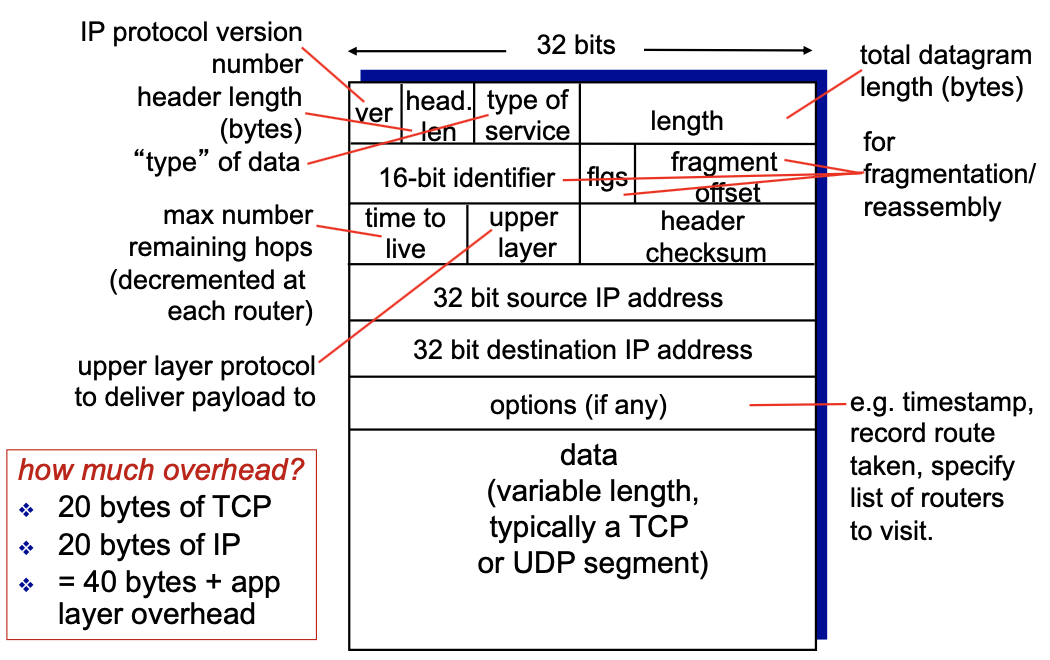 IP protocol version
number
header length
(bytes)
“type” of data
max number
remaining hops
(decremented at
each router)
upper layer protocol
to deliver payload to
how much overhead?
20 bytes of TCP
20 bytes of IP
= 40 bytes + app
layer overhead
32 bits
ver
head.
len
type of
service
length
16-bit identifier
flgs
fragment
offset
time to
live
upper
layer
header
checksum
32 bit source IP address
32 bit destination IP address
options (if any)
data
(variable length,
typically a TCP
or UDP segment)
total datagram
length (bytes)
for
fragmentation/
reassembly
e.g. timestamp,
record route
taken, specify
list of routers
to visit.